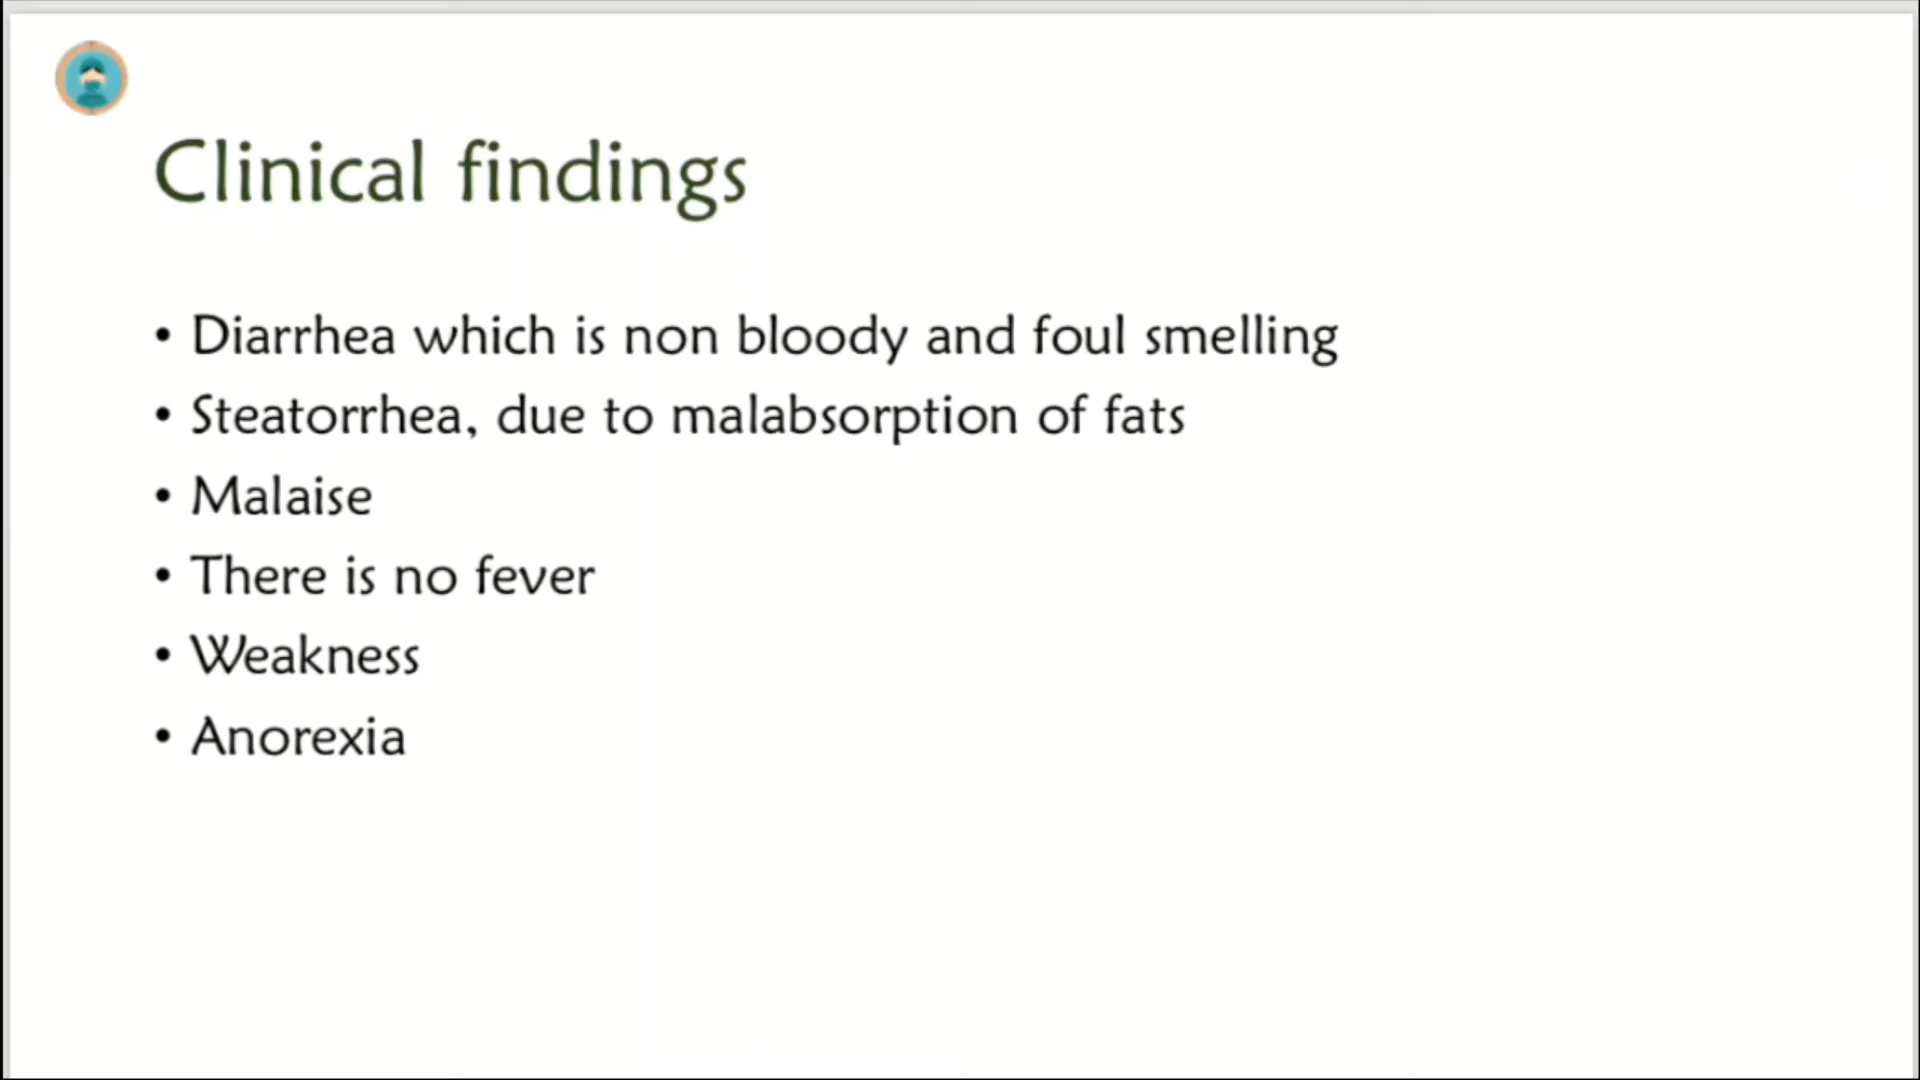 Clinical findings
• Diarrhea which is non bloody and foul smelling
• Steatorrhea, due to malabsorption of fats
• Malaise
• There is no fever
• Weakness
• Anorexia